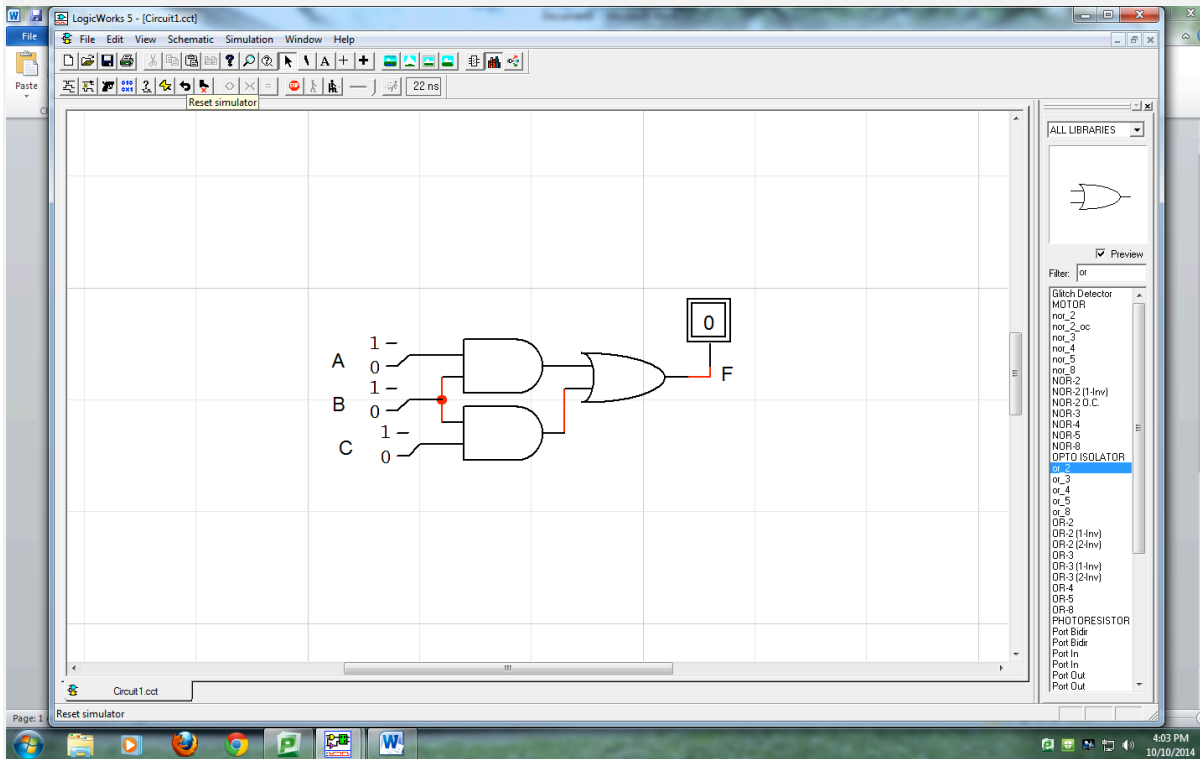 LogicWorks 5 - [Circuit1.cct]
File
File Edit View Schematic Simulation Window Help
Paste
22 ns
Reset simulator
ALL LIBRARIES
Preview
Filter: or
Glitch Detector
MOTOR
nor_2
nor_2_oc
nor_3
nor_4
nor_5
nor_8
NOR-2
NOR-2 (1-Inv)
NOR-2 O.C.
NOR-3
NOR-4
NOR-5
NOR-8
OPTO ISOLATOR
or_2
or_3
or_4
or_5
or_8
OR-2
OR-2 (1-Inv)
OR-2 (2-Inv)
OR-3
OR-3 (1-Inv)
OR-3 (2-Inv)
OR-4
OR-5
OR-8
PHOTORESISTOR
Port Bidir
Port Bidir
Port In
Port In
Port Out
Port Out
0
1
A
0
F
1
B
0
1
C
0
Circuit1.cct
Reset simulator
Page: 1
4:03 PM
10/10/2014